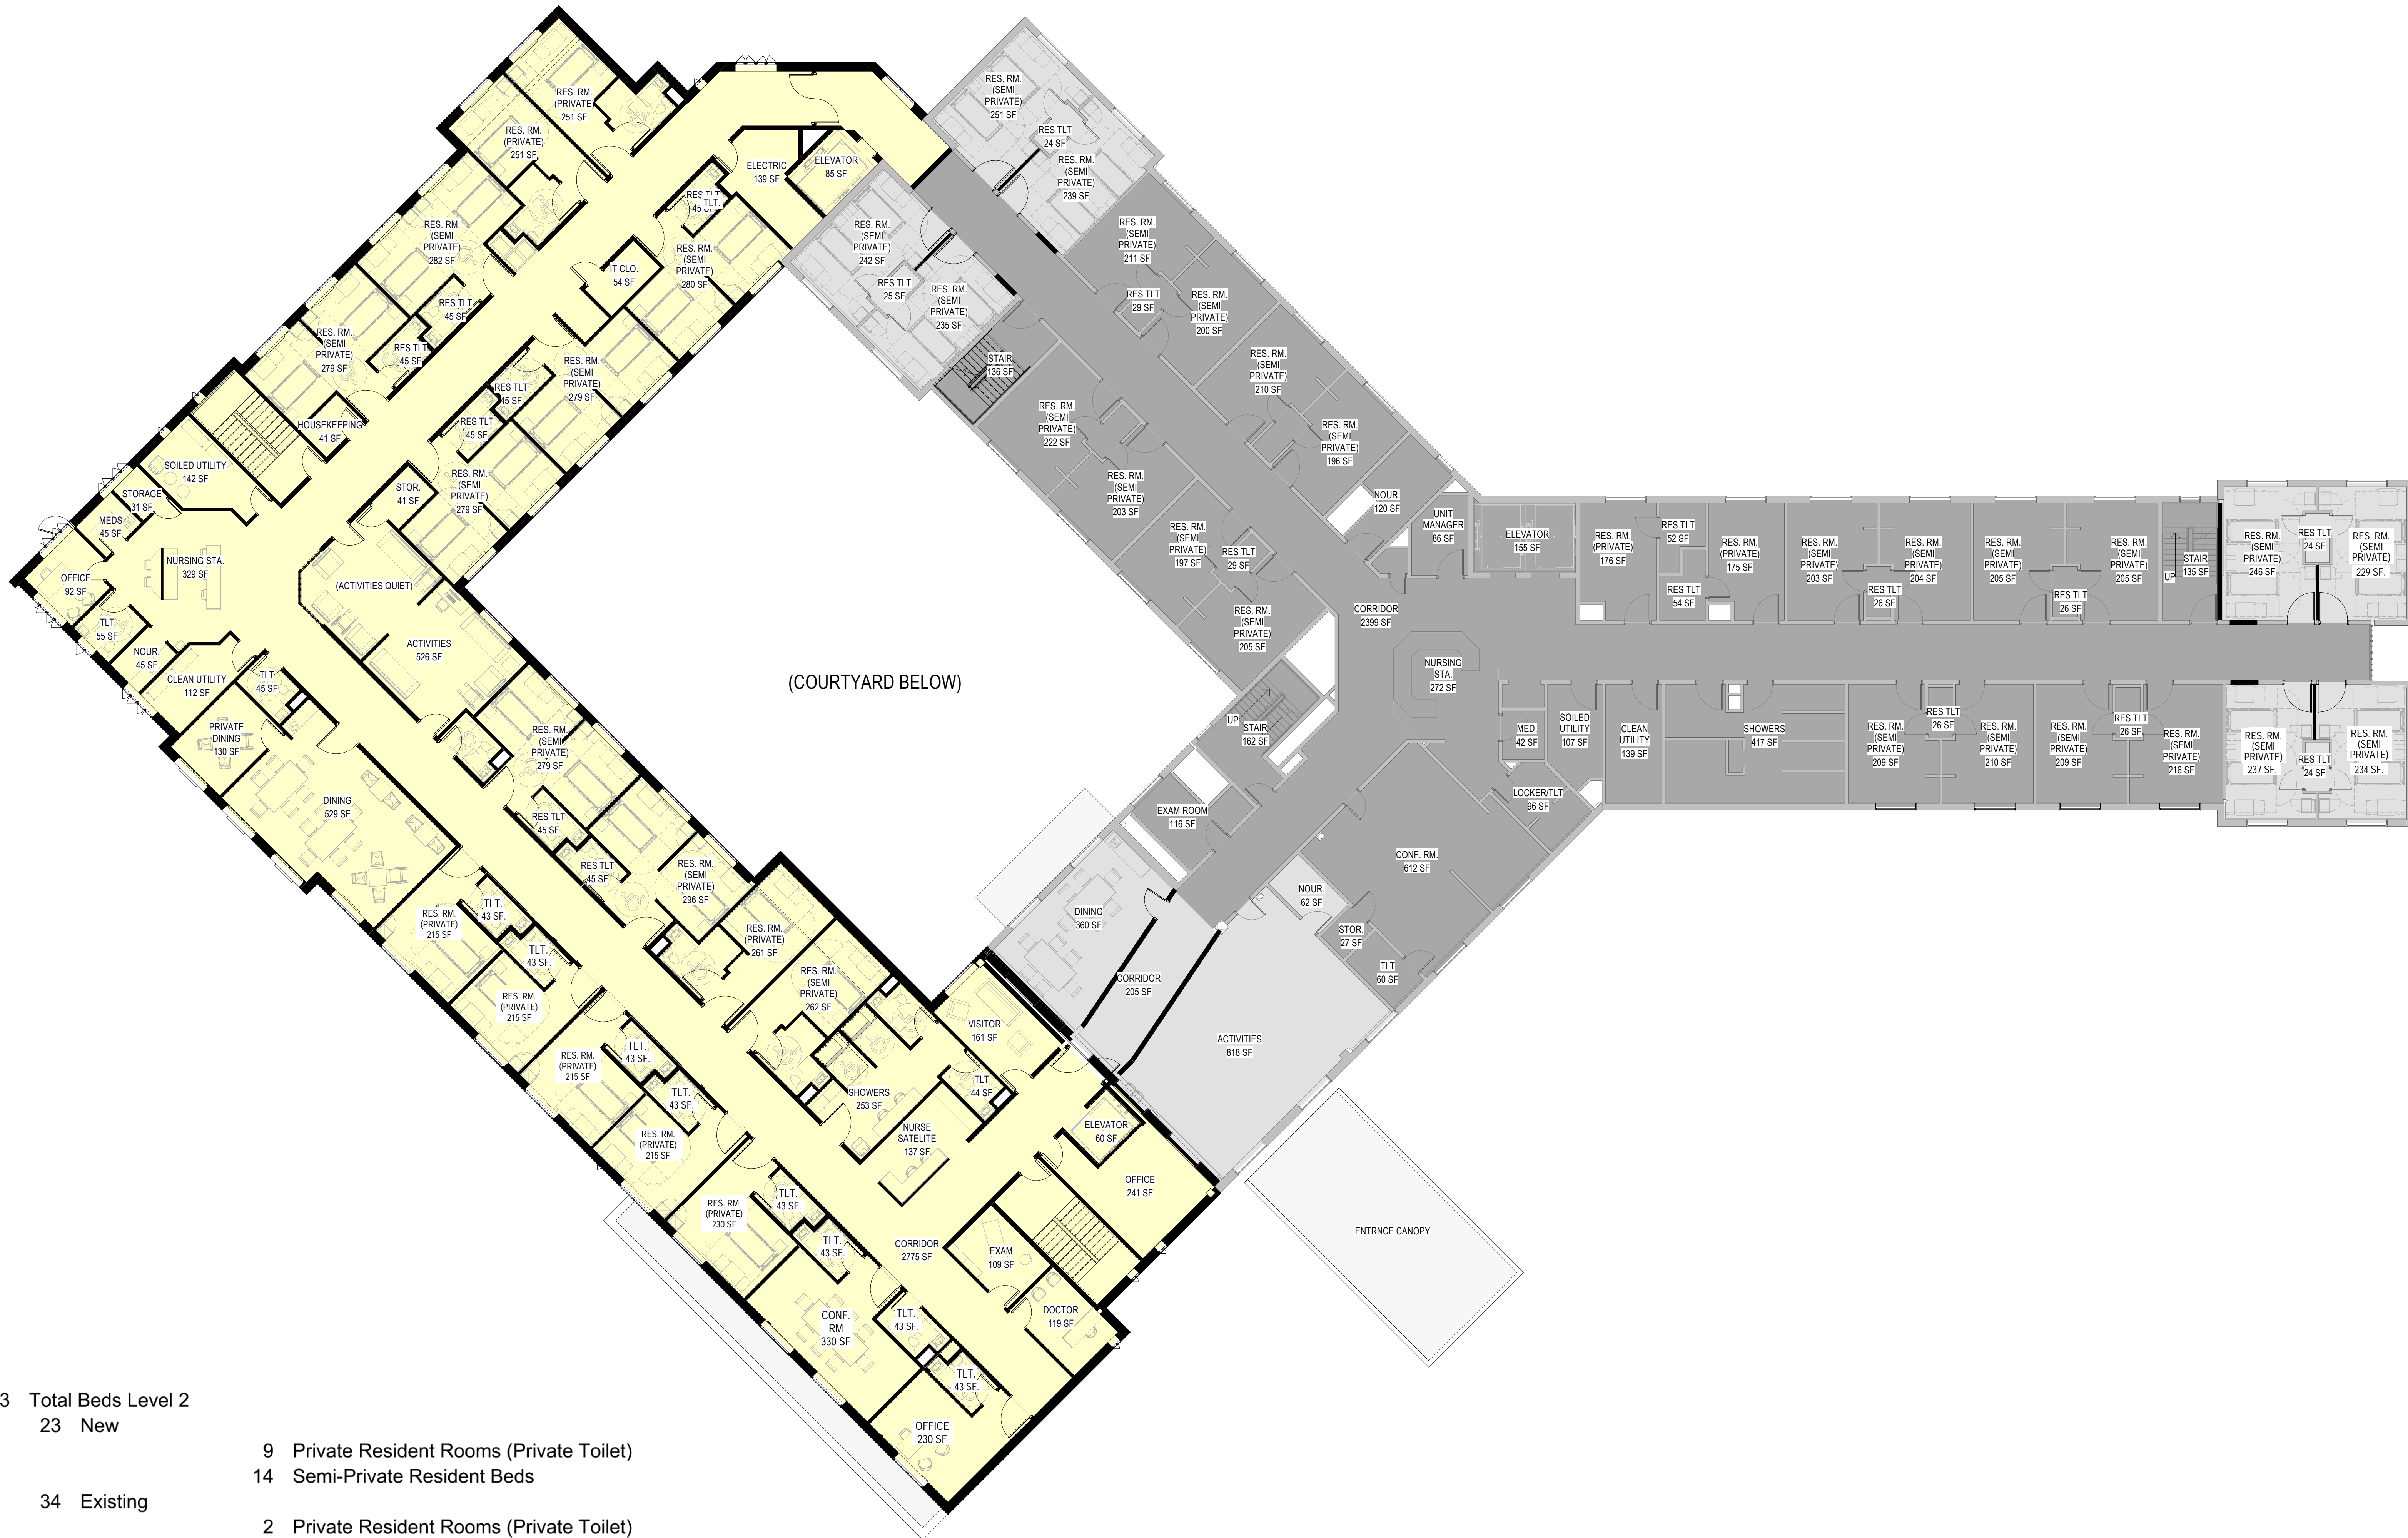 RES. RM.
(PRIVATE)
251 SF
RES. RM.
(PRIVATE)
251 SF
RES. RM.
(SEMI
PRIVATE)
282 SF
RES TLT
45 SF
RES. RM.
(SEMI
PRIVATE)
279 SF
RES TLT
45 SF
HOUSEKEEPING
41 SF
SOILED UTILITY
142 SF
STORAGE
31 SF
MEDS
45 SF
OFFICE
92 SF
NURSING STA.
329 SF
TLT
55 SF
NOUR.
45 SF
CLEAN UTILITY
112 SF
TLT
45 SF
PRIVATE
DINING
130 SF
DINING
529 SF
ELECTRIC
139 SF
ELEVATOR
85 SF
RES TLT
45 SF
TLT.
RES. RM.
(SEMI
PRIVATE)
280 SF
IT CLO.
54 SF
RES. RM.
(SEMI
PRIVATE)
279 SF
RES TLT
45 SF
RES TLT
45 SF
RES. RM.
(SEMI
PRIVATE)
279 SF
STOR.
41 SF
(ACTIVITIES QUIET)
ACTIVITIES
526 SF
RES. RM.
(SEMI
PRIVATE)
279 SF
RES TLT
45 SF
RES TLT
45 SF
RES. RM.
(SEMI
PRIVATE)
296 SF
RES. RM.
(PRIVATE)
261 SF
RES. RM.
(SEMI
PRIVATE)
262 SF
SHOWERS
253 SF
VISITOR
161 SF
TLT
44 SF
NURSE
SATELITE
137 SF.
ELEVATOR
60 SF
OFFICE
241 SF
EXAM
109 SF
DOCTOR
119 SF
CORRIDOR
2775 SF
RES. RM.
(PRIVATE)
215 SF
TLT.
43 SF.
TLT.
43 SF.
RES. RM.
(PRIVATE)
215 SF
RES. RM.
(PRIVATE)
215 SF
TLT.
43 SF.
TLT.
43 SF.
RES. RM.
(PRIVATE)
215 SF
RES. RM.
(PRIVATE)
230 SF
TLT.
43 SF.
TLT.
43 SF.
CONF.
RM
330 SF
TLT.
43 SF.
TLT.
43 SF.
OFFICE
230 SF
(COURTYARD BELOW)
RES. RM.
(SEMI
PRIVATE)
251 SF
RES TLT
24 SF
RES. RM.
(SEMI
PRIVATE)
239 SF
RES. RM.
(SEMI
PRIVATE)
242 SF
RES TLT
25 SF
RES. RM.
(SEMI
PRIVATE)
235 SF
STAIR
136 SF
RES. RM.
(SEMI
PRIVATE)
211 SF
RES TLT
29 SF
RES. RM.
(SEMI
PRIVATE)
200 SF
RES. RM.
(SEMI
PRIVATE)
210 SF
RES. RM.
(SEMI
PRIVATE)
196 SF
RES. RM.
(SEMI
PRIVATE)
222 SF
RES. RM.
(SEMI
PRIVATE)
203 SF
RES. RM.
(SEMI
PRIVATE)
197 SF
RES TLT
29 SF
RES. RM.
(SEMI
PRIVATE)
205 SF
NOUR.
120 SF
UNIT
MANAGER
86 SF
ELEVATOR
155 SF
CORRIDOR
2399 SF
NURSING
STA.
272 SF
RES. RM.
(PRIVATE)
176 SF
RES TLT
52 SF
RES TLT
54 SF
RES. RM.
(PRIVATE)
175 SF
RES. RM.
(SEMI
PRIVATE)
203 SF
RES TLT
26 SF
RES. RM.
(SEMI
PRIVATE)
204 SF
RES. RM.
(SEMI
PRIVATE)
205 SF
RES TLT
26 SF
RES. RM.
(SEMI
PRIVATE)
205 SF
STAIR
135 SF
UP
RES. RM.
(SEMI
PRIVATE)
246 SF
RES TLT
24 SF
RES. RM.
(SEMI
PRIVATE)
229 SF.
UP
STAIR
162 SF
EXAM ROOM
116 SF
MED.
42 SF
SOILED
UTILITY
107 SF
CLEAN
UTILITY
139 SF
SHOWERS
417 SF
RES. RM.
(SEMI
PRIVATE)
209 SF
RES TLT
26 SF
RES. RM.
(SEMI
PRIVATE)
210 SF
RES. RM.
(SEMI
PRIVATE)
209 SF
RES TLT
26 SF
RES. RM.
(SEMI
PRIVATE)
216 SF
RES. RM.
(SEMI
PRIVATE)
237 SF.
RES TLT
24 SF
RES. RM.
(SEMI
PRIVATE)
234 SF.
LOCKER/TLT
96 SF
CONF. RM.
612 SF
NOUR.
62 SF
STOR.
27 SF
TLT
60 SF
DINING
360 SF
CORRIDOR
205 SF
ACTIVITIES
818 SF
ENTRNCE CANOPY
3 Total Beds Level 2
23 New
9 Private Resident Rooms (Private Toilet)
14 Semi-Private Resident Beds
34 Existing
2 Private Resident Rooms (Private Toilet)